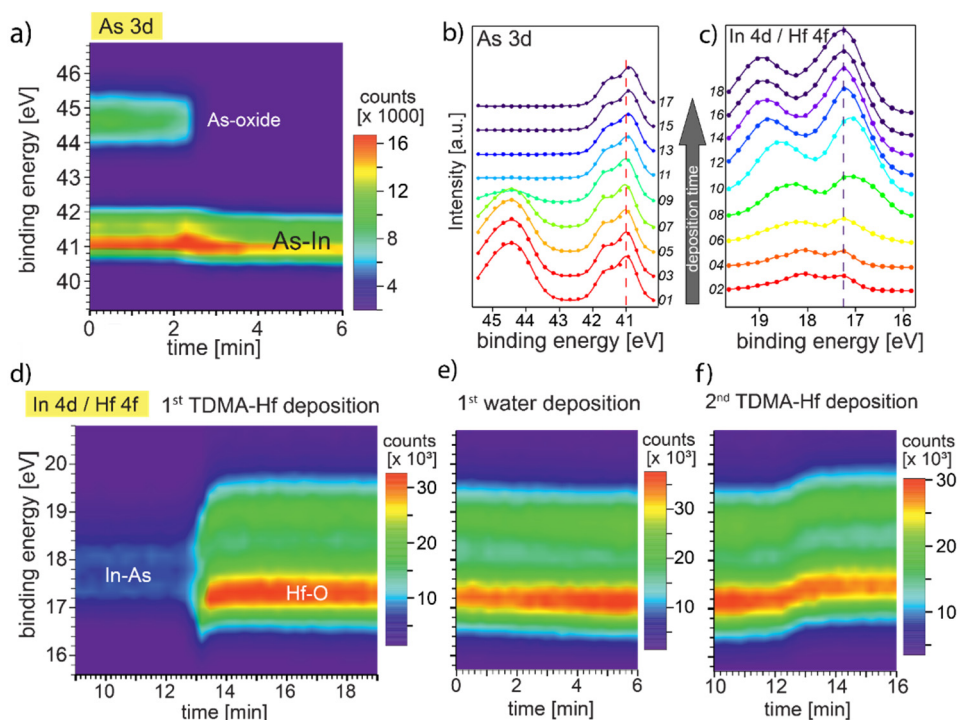 a) As 3d
binding energy [eV]
46
45
44
43
42
41
40
As-oxide
As-In
0 2 4 6
time [min]
counts
[x 1000]
16
12
8
4
b) As 3d
Intensity [a.u.]
17
15
13
11
09
07
05
03
01
45 44 43 42 41
binding energy [eV]
deposition time
c) In 4d / Hf 4f
18
16
14
12
10
08
06
04
02
19 18 17 16
binding energy [eV]
d) In 4d / Hf 4f 1st TDMA-Hf deposition
binding energy [eV]
20
19
18
17
16
In-As
Hf-O
10 12 14 16 18
time [min]
counts
[x 10³]
30
20
10
e) 1st water deposition
0 2 4 6
time [min]
counts
[x 10³]
30
20
10
f) 2nd TDMA-Hf deposition
10 12 14 16
time [min]
counts
[x 10³]
30
20
10